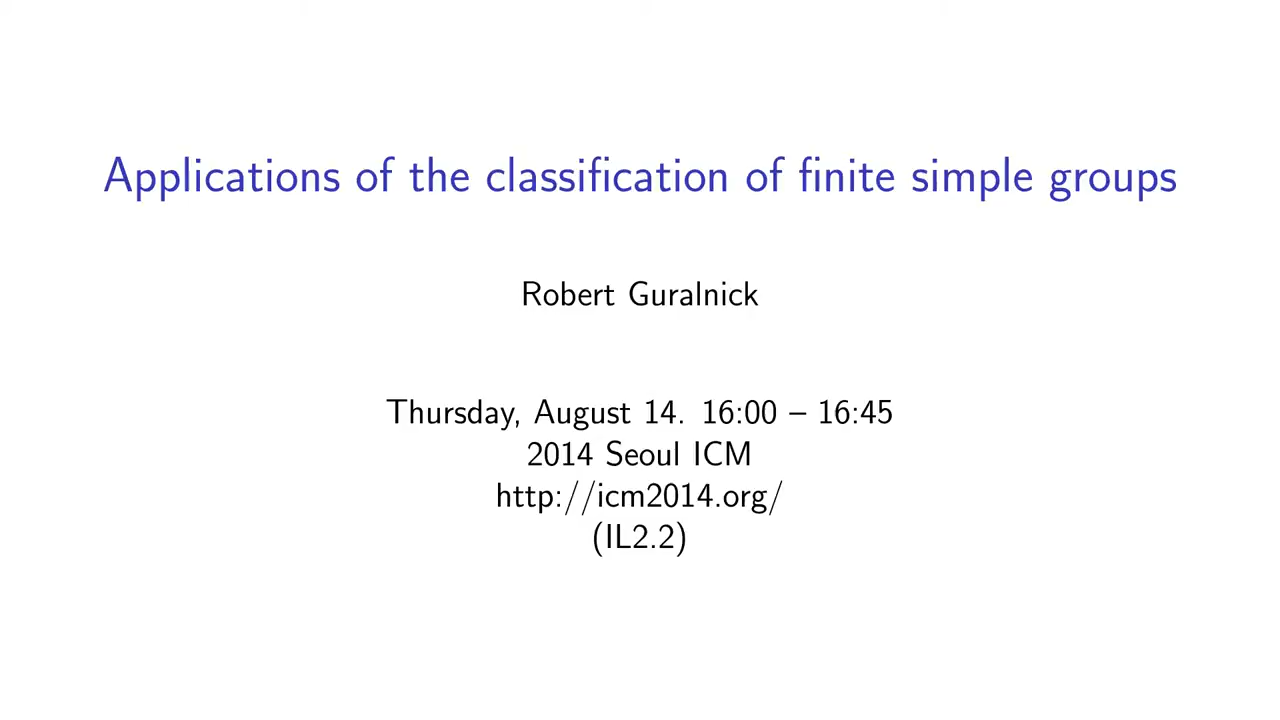 Applications of the classification of finite simple groups
Robert Guralnick
Thursday, August 14. 16:00 – 16:45
2014 Seoul ICM
http://icm2014.org/
(IL2.2)